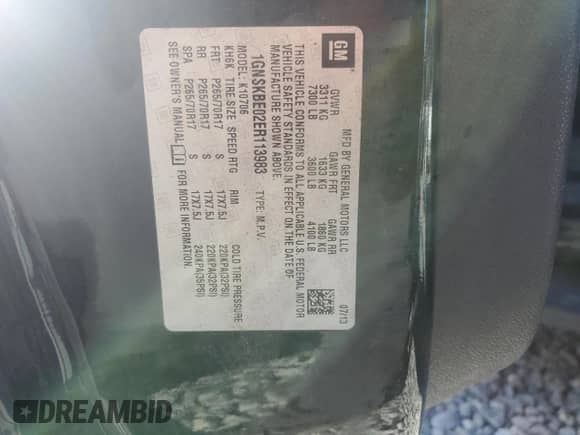 GM
MFD BY GENERAL MOTORS LLC 07/13
GVWR GAWR FRT GAWR RR
3311 KG 1633 KG 1860 KG
7300 LB 3600 LB 4100 LB
THIS VEHICLE CONFORMS TO ALL APPLICABLE U.S. FEDERAL MOTOR
VEHICLE SAFETY STANDARDS IN EFFECT ON THE DATE OF
MANUFACTURE SHOWN ABOVE.
1GNSKBE02ER113983 TYPE: M.P.V.
MODEL: K10706
KH6K TIRE SIZE SPEED RTG RIM COLD TIRE PRESSURE
FRT P265/70R17 S 17X7.5J 220KPA(32PSI)
RR P265/70R17 S 17X7.5J 220KPA(32PSI)
SPA P265/70R17 S 17X7.5J 240KPA(35PSI)
SEE OWNER'S MANUAL FOR MORE INFORMATION.
DREAMBID